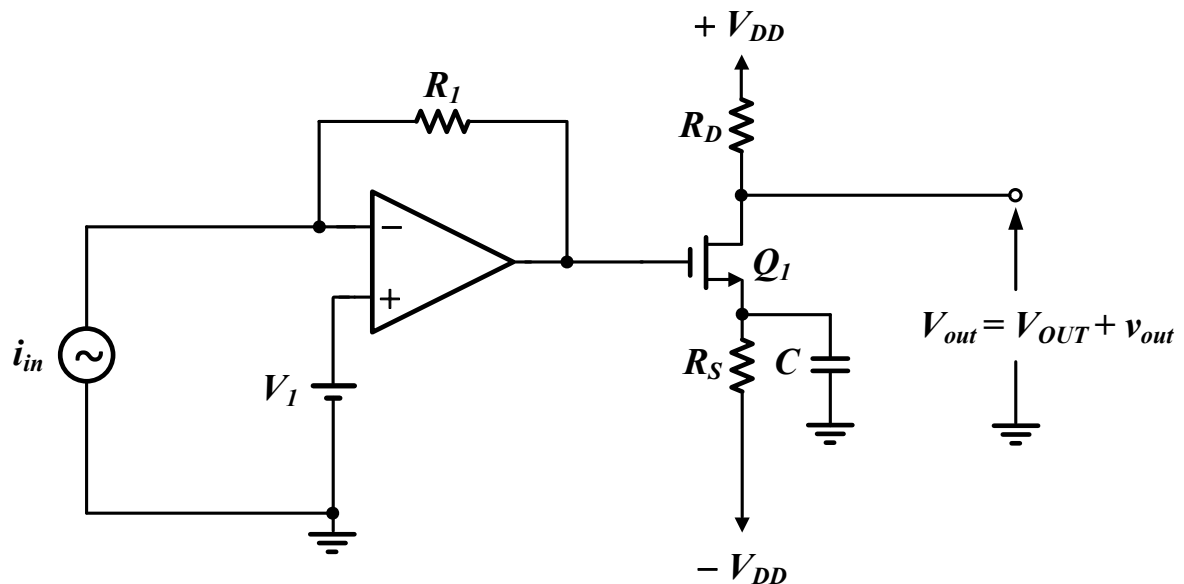 + V_DD
R_1
R_D
−
+
Q_1
V_out = V_OUT + v_out
i_in
V_1
R_S
C
− V_DD